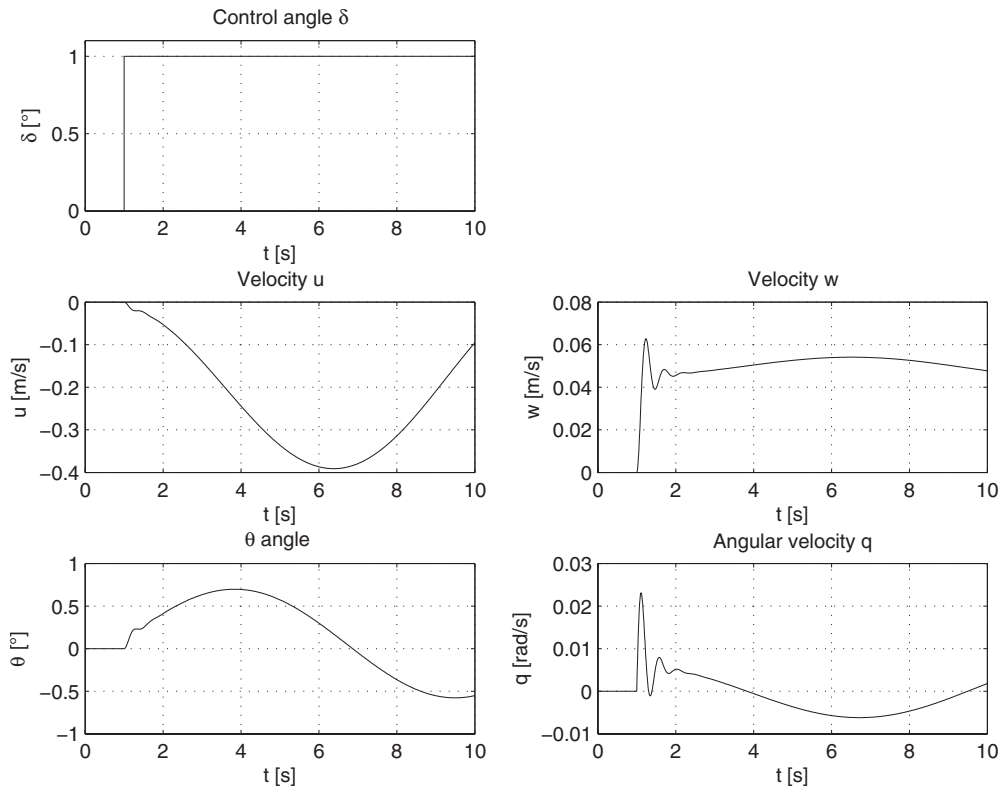 Control angle δ
1
0.5
0
δ [°]
0 2 4 6 8 10
t [s]
Velocity u
0
−0.1
−0.2
−0.3
−0.4
u [m/s]
0 2 4 6 8 10
t [s]
Velocity w
0.08
0.06
0.04
0.02
0
w [m/s]
0 2 4 6 8 10
t [s]
θ angle
1
0.5
0
−0.5
−1
θ [°]
0 2 4 6 8 10
t [s]
Angular velocity q
0.03
0.02
0.01
0
−0.01
q [rad/s]
0 2 4 6 8 10
t [s]